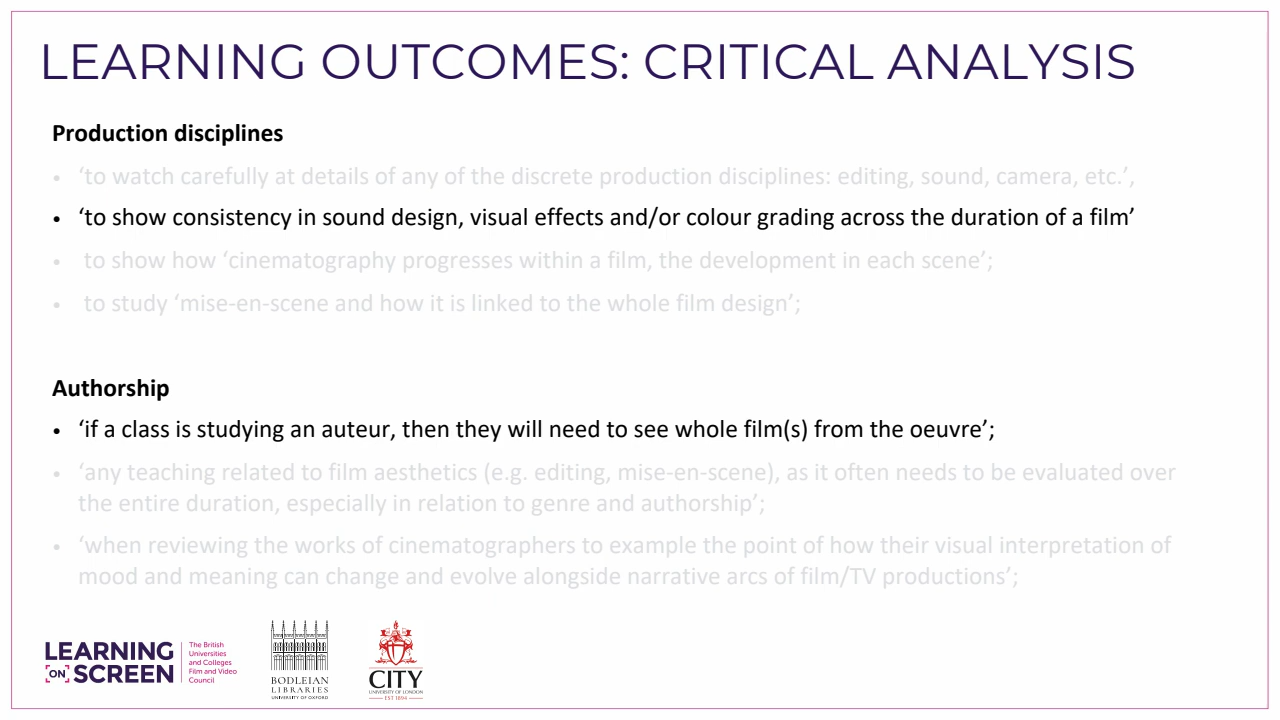 LEARNING OUTCOMES: CRITICAL ANALYSIS
Production disciplines
• ‘to watch carefully at details of any of the discrete production disciplines: editing, sound, camera, etc.’,
• ‘to show consistency in sound design, visual effects and/or colour grading across the duration of a film’
• to show how ‘cinematography progresses within a film, the development in each scene’;
• to study ‘mise-en-scene and how it is linked to the whole film design’;
Authorship
• ‘if a class is studying an auteur, then they will need to see whole film(s) from the oeuvre’;
• ‘any teaching related to film aesthetics (e.g. editing, mise-en-scene), as it often needs to be evaluated over
the entire duration, especially in relation to genre and authorship’;
• ‘when reviewing the works of cinematographers to example the point of how their visual interpretation of
mood and meaning can change and evolve alongside narrative arcs of film/TV productions’;
LEARNING
ON SCREEN
The British
Universities
and Colleges
Film and Video
Council
BODLEIAN
LIBRARIES
UNIVERSITY OF OXFORD
CITY
UNIVERSITY OF LONDON
EST 1894